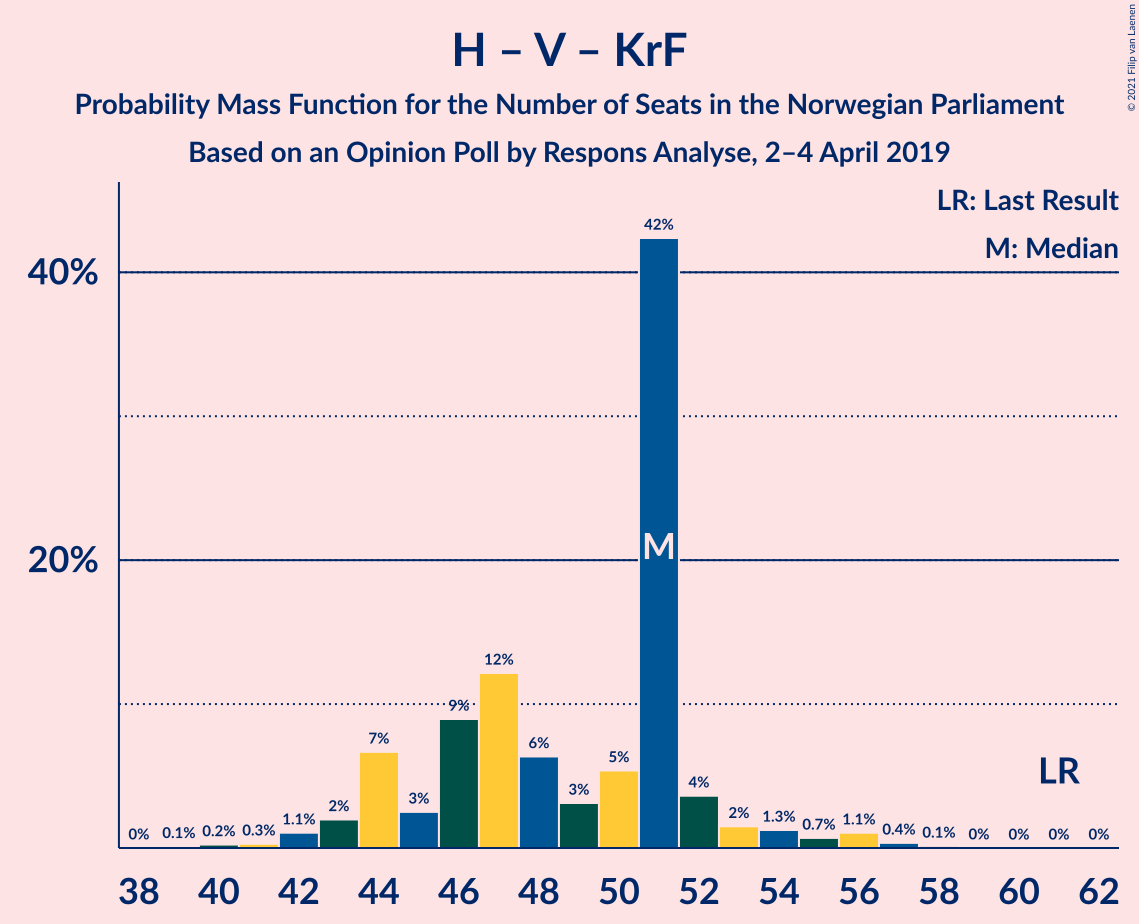 H – V – KrF
Probability Mass Function for the Number of Seats in the Norwegian Parliament
Based on an Opinion Poll by Respons Analyse, 2–4 April 2019
© 2021 Filip van Laenen
LR: Last Result
M: Median
42%
40%
M
20%
12%
9%
7%
6%
5%
LR
3%
3%
4%
2%
2%
1.1%
1.3%
1.1%
0% 0.1% 0.2% 0.3% 0.7% 0.4% 0.1% 0% 0% 0% 0%
38 40 42 44 46 48 50 52 54 56 58 60 62